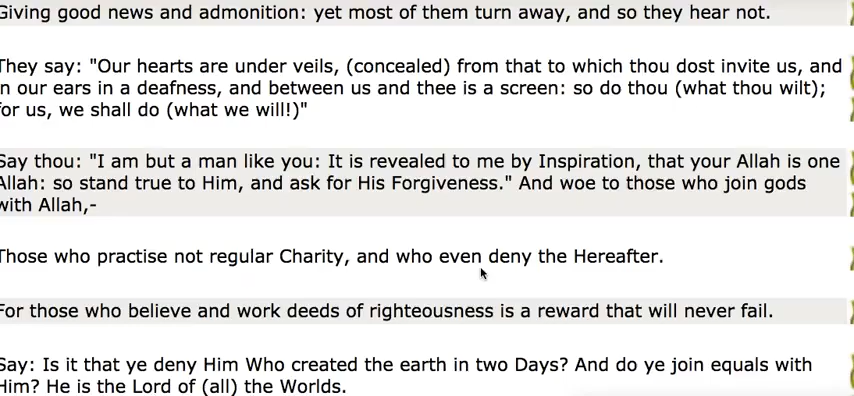 Giving good news and admonition: yet most of them turn away, and so they hear not.
They say: "Our hearts are under veils, (concealed) from that to which thou dost invite us, and
in our ears in a deafness, and between us and thee is a screen: so do thou (what thou wilt);
for us, we shall do (what we will!)"
Say thou: "I am but a man like you: It is revealed to me by Inspiration, that your Allah is one
Allah: so stand true to Him, and ask for His Forgiveness." And woe to those who join gods
with Allah,-
Those who practise not regular Charity, and who even deny the Hereafter.
For those who believe and work deeds of righteousness is a reward that will never fail.
Say: Is it that ye deny Him Who created the earth in two Days? And do ye join equals with
Him? He is the Lord of (all) the Worlds.